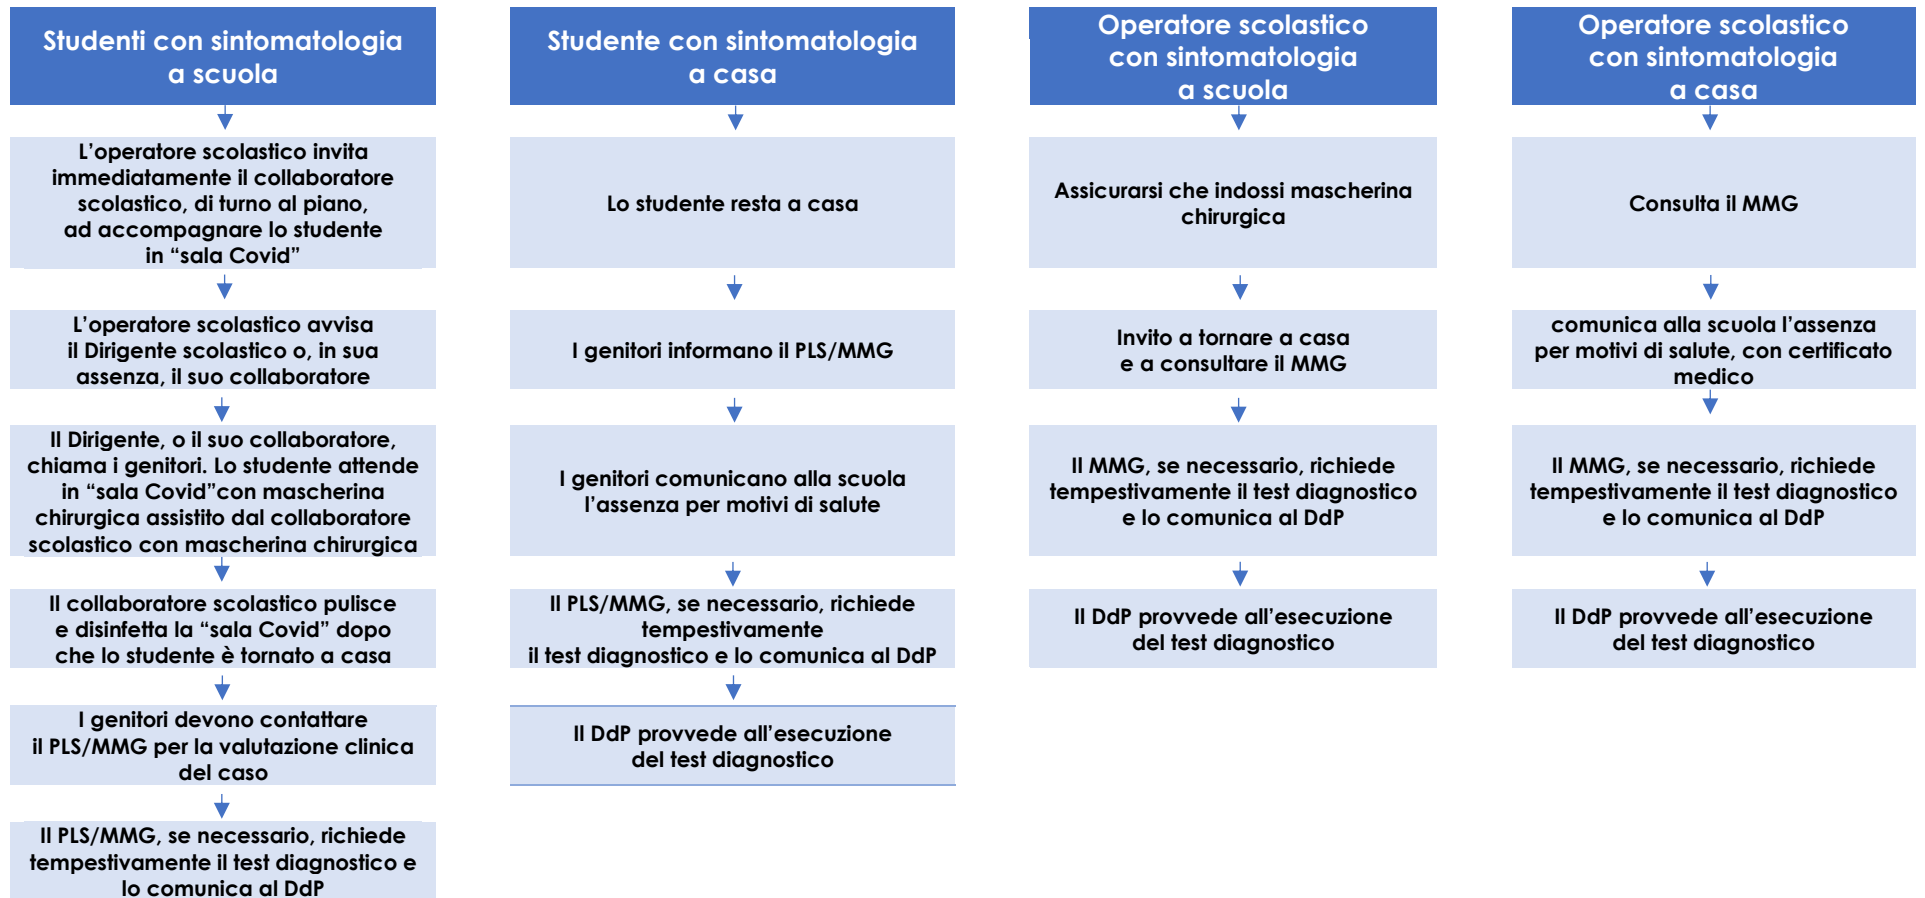 Studenti con sintomatologia
a scuola
L’operatore scolastico invita
immediatamente il collaboratore
scolastico, di turno al piano,
ad accompagnare lo studente
in “sala Covid”
L’operatore scolastico avvisa
il Dirigente scolastico o, in sua
assenza, il suo collaboratore
Il Dirigente, o il suo collaboratore,
chiama i genitori. Lo studente attende
in “sala Covid”con mascherina
chirurgica assistito dal collaboratore
scolastico con mascherina chirurgica
Il collaboratore scolastico pulisce
e disinfetta la “sala Covid” dopo
che lo studente è tornato a casa
I genitori devono contattare
il PLS/MMG per la valutazione clinica
del caso
Il PLS/MMG, se necessario, richiede
tempestivamente il test diagnostico e
lo comunica al DdP
Studente con sintomatologia
a casa
Lo studente resta a casa
I genitori informano il PLS/MMG
I genitori comunicano alla scuola
l’assenza per motivi di salute
Il PLS/MMG, se necessario, richiede
tempestivamente
il test diagnostico e lo comunica al DdP
Il DdP provvede all’esecuzione
del test diagnostico
Operatore scolastico
con sintomatologia
a scuola
Assicurarsi che indossi mascherina
chirurgica
Invito a tornare a casa
e a consultare il MMG
Il MMG, se necessario, richiede
tempestivamente il test diagnostico
e lo comunica al DdP
Il DdP provvede all’esecuzione
del test diagnostico
Operatore scolastico
con sintomatologia
a casa
Consulta il MMG
comunica alla scuola l’assenza
per motivi di salute, con certificato
medico
Il MMG, se necessario, richiede
tempestivamente il test diagnostico
e lo comunica al DdP
Il DdP provvede all’esecuzione
del test diagnostico